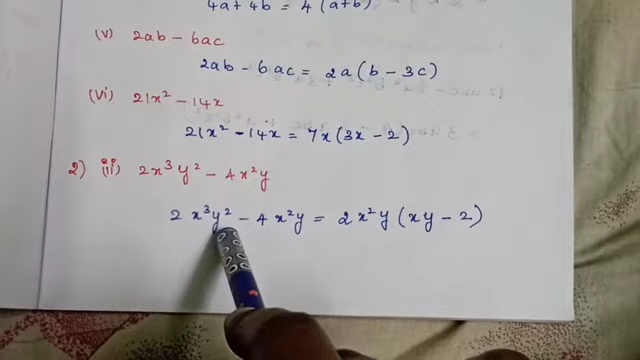 4a + 4b = 4 (a+b)
(v) 2ab – 6ac
2ab – 6ac = 2a (b – 3c)
(vi) 21x² – 14x
21x² – 14x = 7x (3x – 2)
2) (ii) 2x³y² – 4x²y
2x³y² – 4x²y = 2x²y (xy – 2)